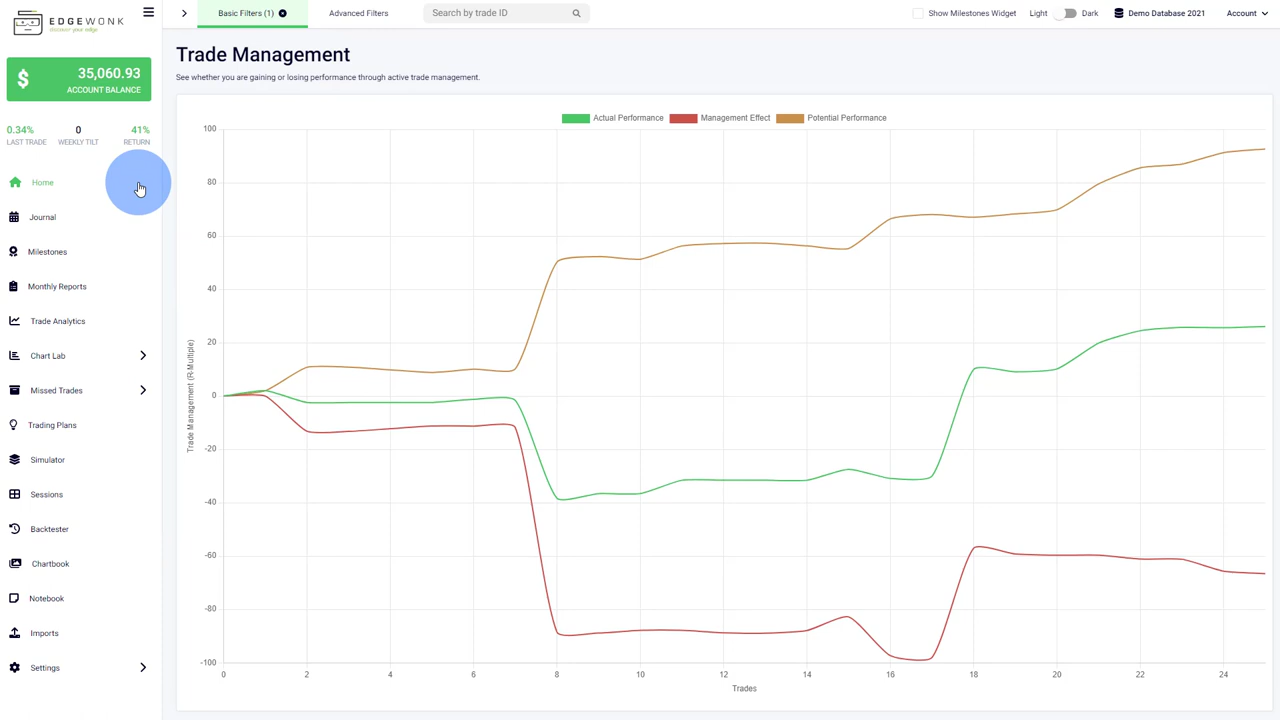 EDGEWONK
discover your edge
$ 35,060.93
ACCOUNT BALANCE
0.34% 0 41%
LAST TRADE WEEKLY TILT RETURN
Home
Journal
Milestones
Monthly Reports
Trade Analytics
Chart Lab
Missed Trades
Trading Plans
Simulator
Sessions
Backtester
Chartbook
Notebook
Imports
Settings
Basic Filters (1) Advanced Filters Search by trade ID Show Milestones Widget Light Dark Demo Database 2021 Account
Trade Management
See whether you are gaining or losing performance through active trade management.
Actual Performance Management Effect Potential Performance
Trade Management (R-Multiple)
100
80
60
40
20
0
-20
-40
-60
-80
-100
0 2 4 6 8 10 12 14 16 18 20 22 24
Trades